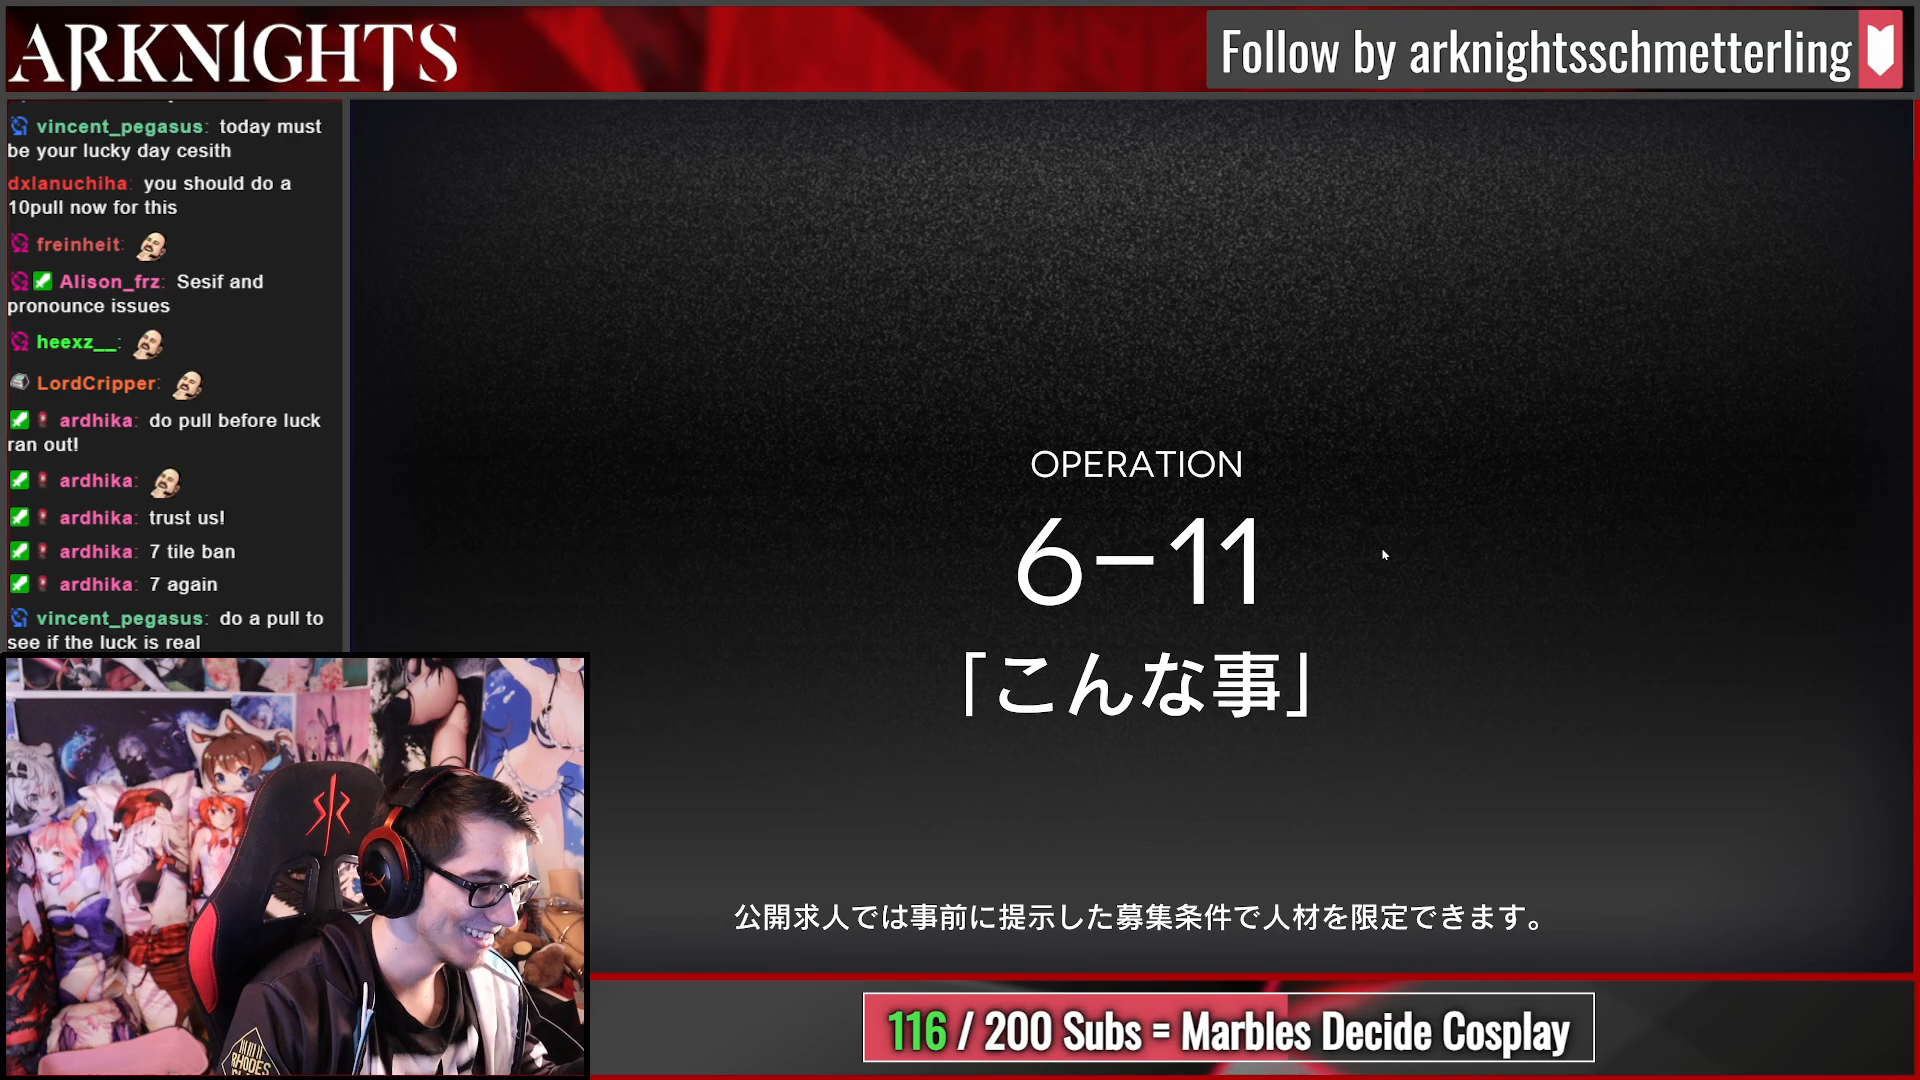 ARKNIGHTS
Follow by arknightsschmetterling
vincent_pegasus: today must
be your lucky day cesith
dxlanuchiha: you should do a
10pull now for this
freinheit:
Alison_frz: Sesif and
pronounce issues
heexz__:
LordCripper:
ardhika: do pull before luck
ran out!
ardhika:
ardhika: trust us!
ardhika: 7 tile ban
ardhika: 7 again
vincent_pegasus: do a pull to
see if the luck is real
OPERATION
6-11
「こんな事」
公開求人では事前に提示した募集条件で人材を限定できます。
RHODES
116 / 200 Subs = Marbles Decide Cosplay